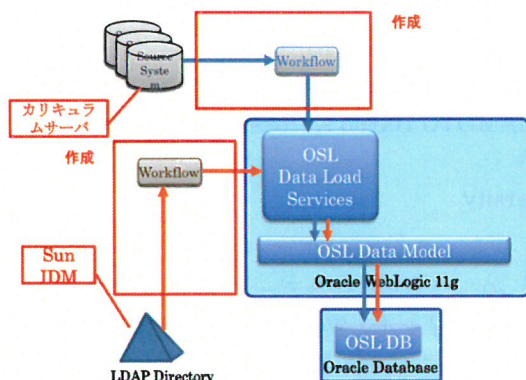 作成
Source
Syste
m
Workflow
カリキュラ
ムサーバ
作成
OSL
Data Load
Services
Workflow
OSL Data Model
Oracle WebLogic 11g
Sun
IDM
OSL DB
Oracle Database
LDAP Directory